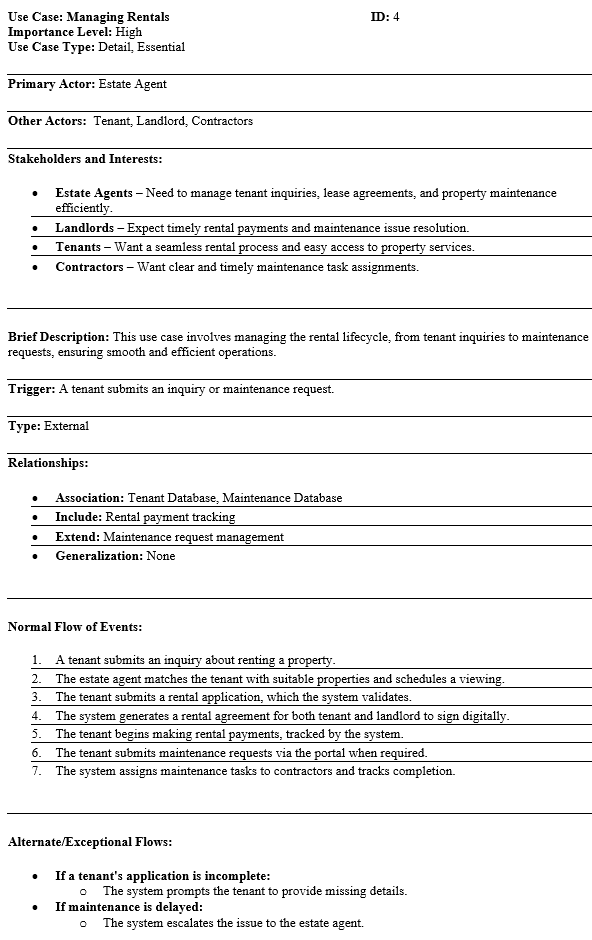 Use Case: Managing Rentals ID: 4
Importance Level: High
Use Case Type: Detail, Essential
Primary Actor: Estate Agent
Other Actors: Tenant, Landlord, Contractors
Stakeholders and Interests:
• Estate Agents – Need to manage tenant inquiries, lease agreements, and property maintenance
efficiently.
• Landlords – Expect timely rental payments and maintenance issue resolution.
• Tenants – Want a seamless rental process and easy access to property services.
• Contractors – Want clear and timely maintenance task assignments.
Brief Description: This use case involves managing the rental lifecycle, from tenant inquiries to maintenance
requests, ensuring smooth and efficient operations.
Trigger: A tenant submits an inquiry or maintenance request.
Type: External
Relationships:
• Association: Tenant Database, Maintenance Database
• Include: Rental payment tracking
• Extend: Maintenance request management
• Generalization: None
Normal Flow of Events:
1. A tenant submits an inquiry about renting a property.
2. The estate agent matches the tenant with suitable properties and schedules a viewing.
3. The tenant submits a rental application, which the system validates.
4. The system generates a rental agreement for both tenant and landlord to sign digitally.
5. The tenant begins making rental payments, tracked by the system.
6. The tenant submits maintenance requests via the portal when required.
7. The system assigns maintenance tasks to contractors and tracks completion.
Alternate/Exceptional Flows:
• If a tenant's application is incomplete:
o The system prompts the tenant to provide missing details.
• If maintenance is delayed:
o The system escalates the issue to the estate agent.